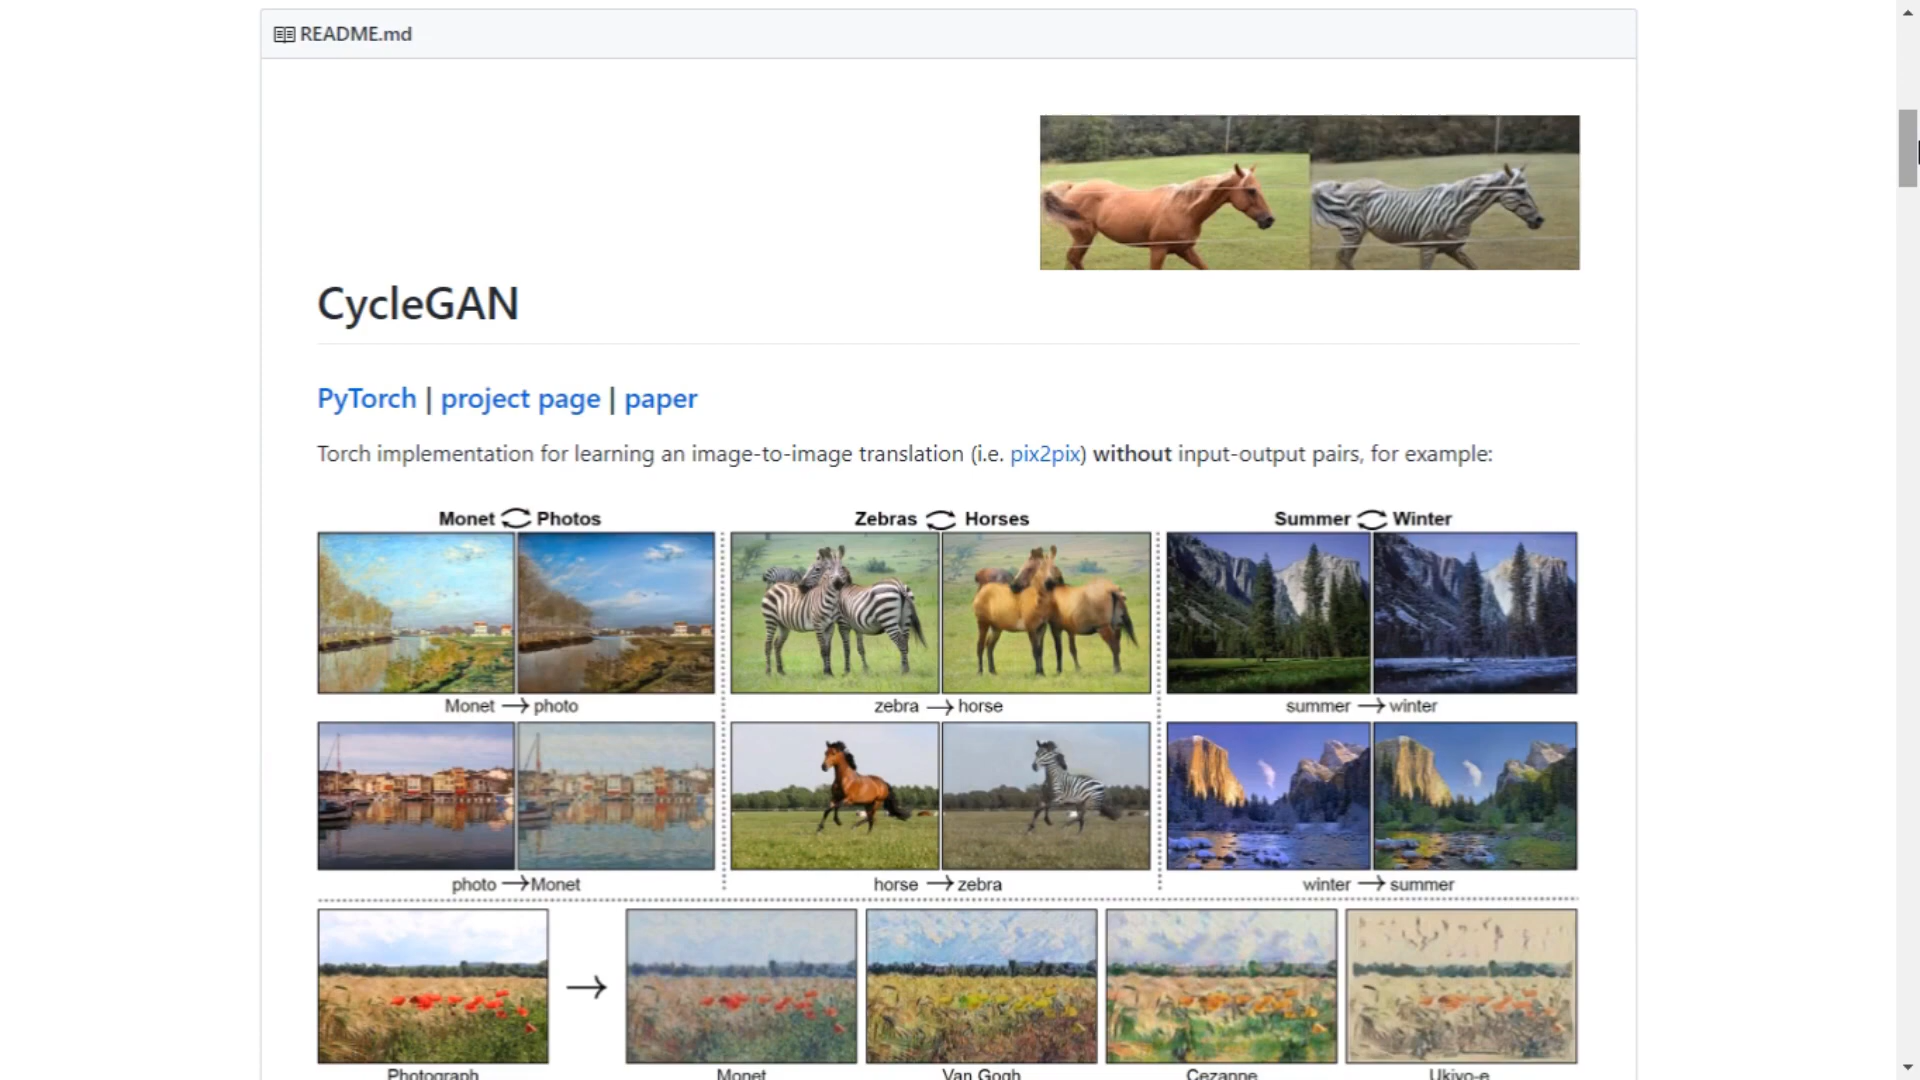 README.md
CycleGAN
PyTorch | project page | paper
Torch implementation for learning an image-to-image translation (i.e. pix2pix) without input-output pairs, for example:
Monet Photos
Zebras Horses
Summer Winter
Monet → photo
zebra → horse
summer → winter
photo → Monet
horse → zebra
winter → summer
Photograph
Monet
Van Gogh
Cezanne
Ukiyo-e